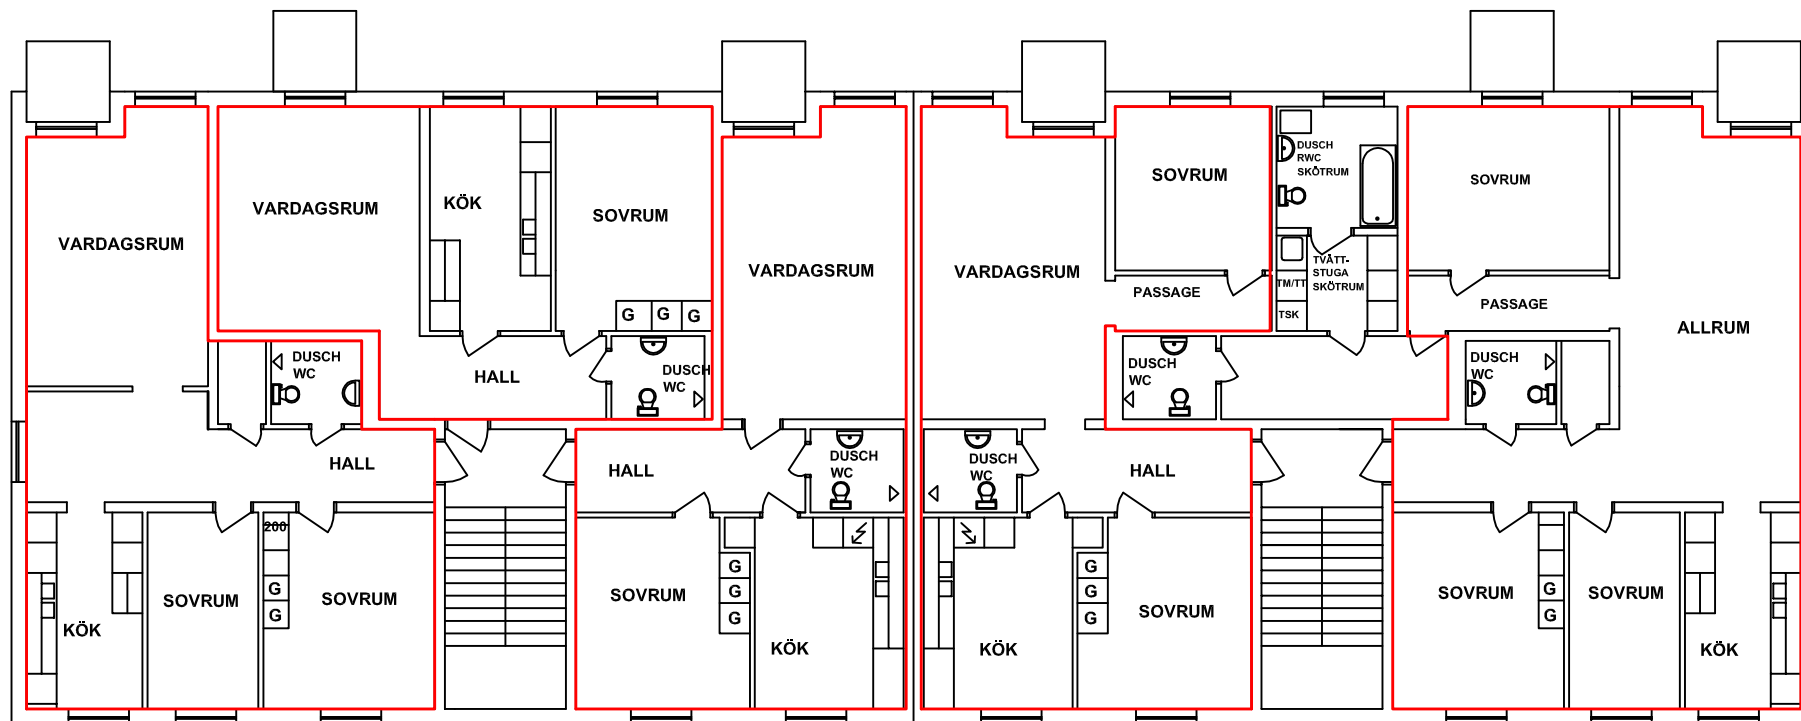 VARDAGSRUM
DUSCH
WC
HALL
200
G
G
KÖK
SOVRUM
SOVRUM
VARDAGSRUM
KÖK
SOVRUM
G
G
G
HALL
DUSCH
WC
VARDAGSRUM
HALL
DUSCH
WC
SOVRUM
G
G
G
KÖK
VARDAGSRUM
SOVRUM
PASSAGE
DUSCH
WC
DUSCH
WC
HALL
KÖK
G
G
G
SOVRUM
DUSCH
RWC
SKÖTRUM
TVÄTT-
STUGA
SKÖTRUM
TM/TT
TSK
SOVRUM
PASSAGE
ALLRUM
DUSCH
WC
SOVRUM
G
G
SOVRUM
KÖK